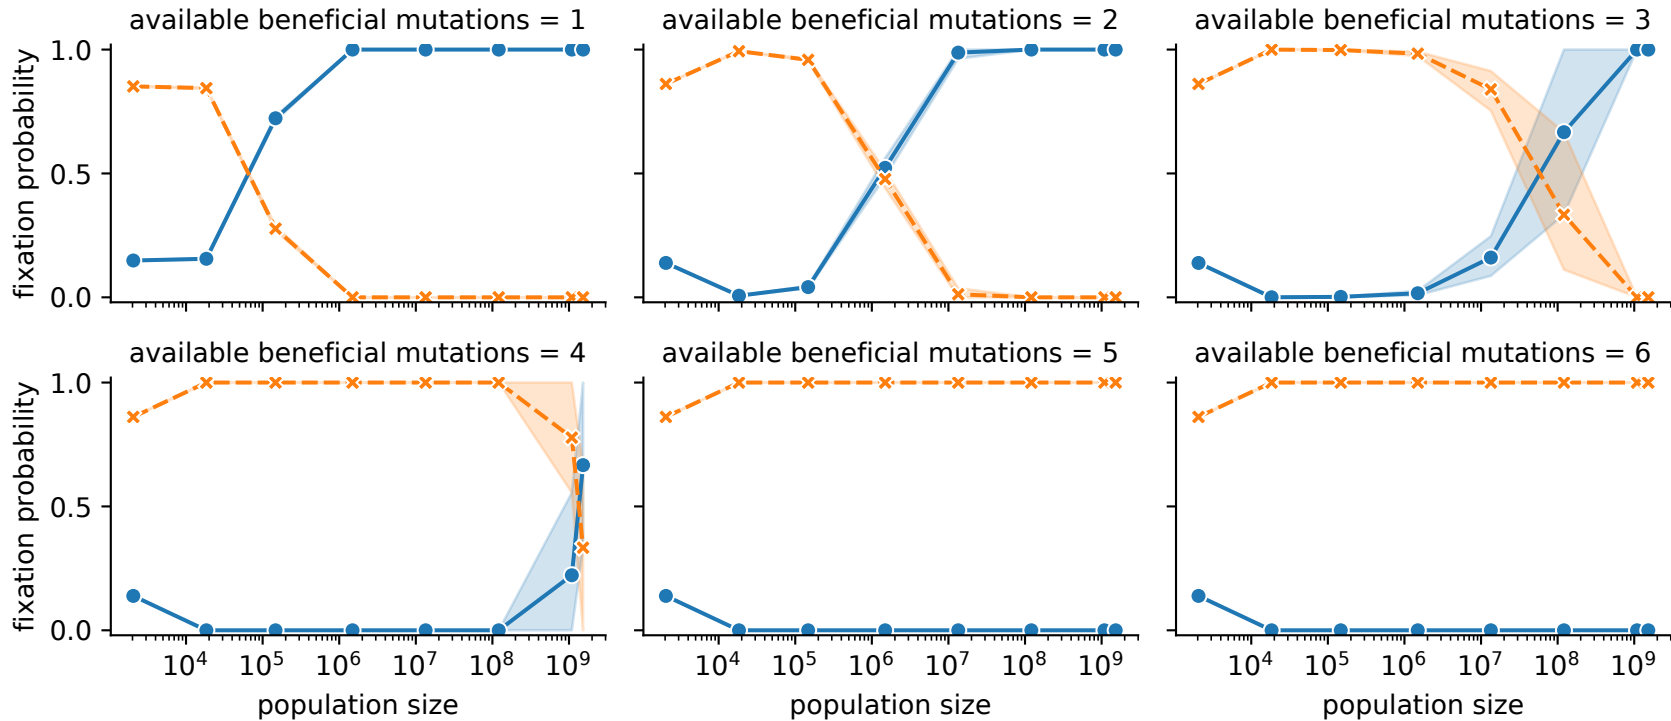 available beneficial mutations = 1
available beneficial mutations = 2
available beneficial mutations = 3
fixation probability
1.0
0.5
0.0
available beneficial mutations = 4
available beneficial mutations = 5
available beneficial mutations = 6
fixation probability
1.0
0.5
0.0
10⁴ 10⁵ 10⁶ 10⁷ 10⁸ 10⁹
10⁴ 10⁵ 10⁶ 10⁷ 10⁸ 10⁹
10⁴ 10⁵ 10⁶ 10⁷ 10⁸ 10⁹
population size
population size
population size